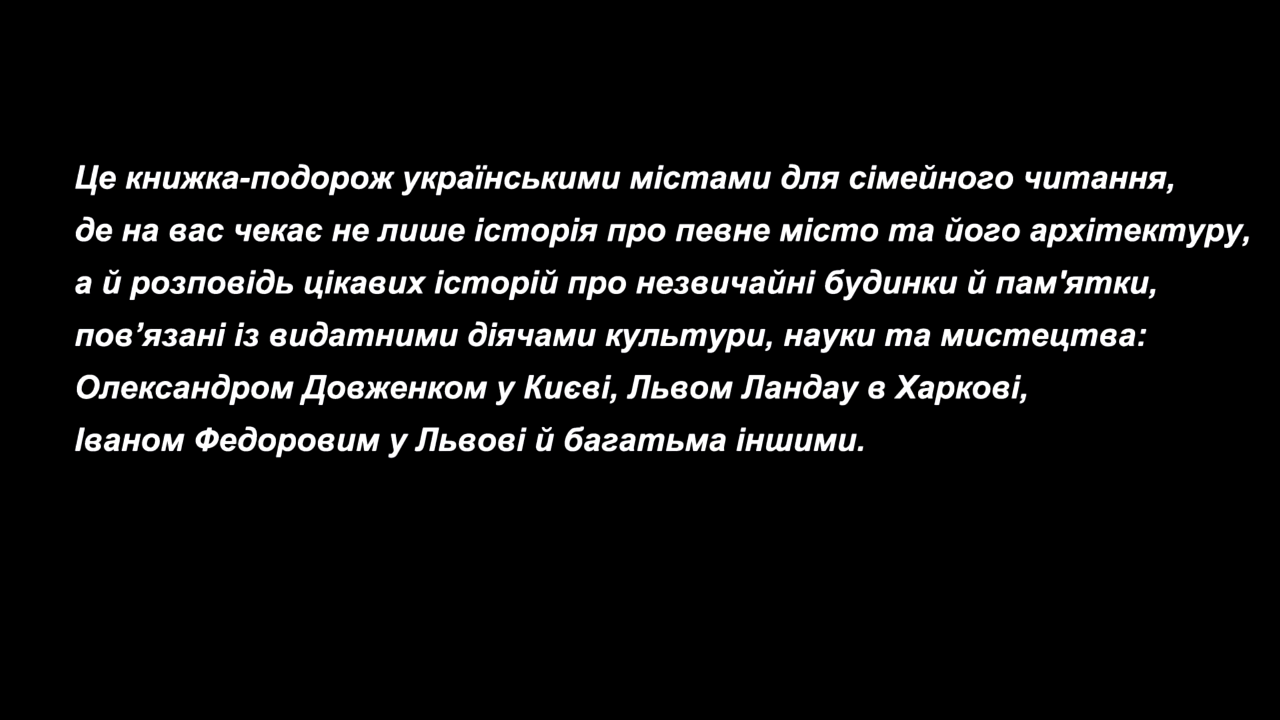 Це книжка-подорож українськими містами для сімейного читання,
де на вас чекає не лише історія про певне місто та його архітектуру,
а й розповідь цікавих історій про незвичайні будинки й пам'ятки,
пов’язані із видатними діячами культури, науки та мистецтва:
Олександром Довженком у Києві, Львом Ландау в Харкові,
Іваном Федоровим у Львові й багатьма іншими.